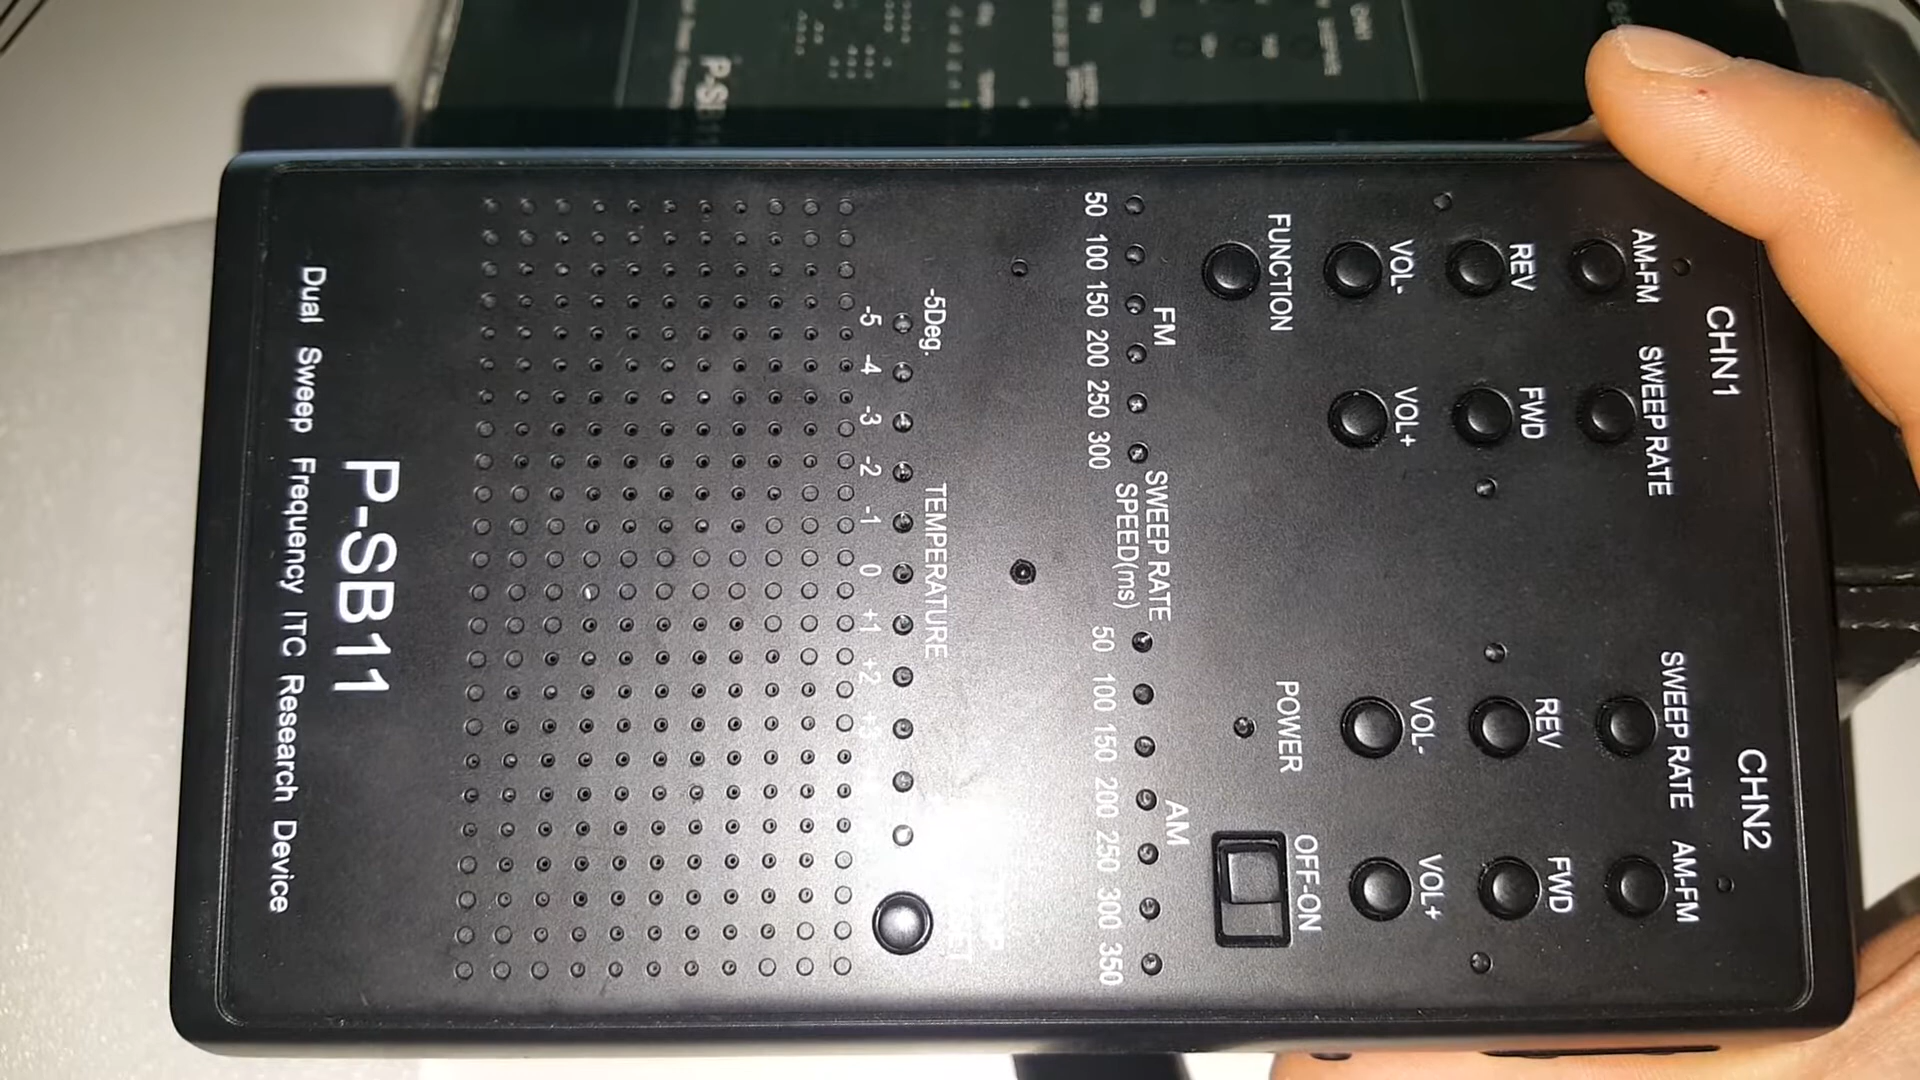 CHN1
CHN2
AM-FM
SWEEP RATE
SWEEP RATE
AM-FM
REV
FWD
REV
FWD
VOL-
VOL+
VOL-
VOL+
FUNCTION
POWER
OFF-ON
FM
SWEEP RATE
SPEED(ms)
AM
50 100 150 200 250 300
50 100 150 200 250 300 350
-5Deg.
TEMPERATURE
-5 -4 -3 -2 -1 0 +1 +2 +3
P-SB11
Dual Sweep Frequency ITC Research Device